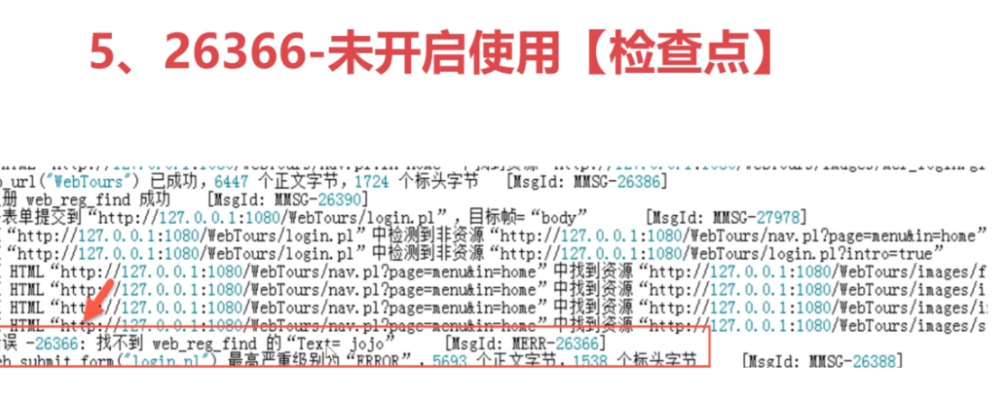 5、26366-未开启使用【检查点】
_url("WebTours") 已成功，6447 个正文字节，1724 个标头字节    [MsgId: MMSG-26386]
册 web_reg_find 成功    [MsgId: MMSG-26390]
表单提交到“http://127.0.0.1:1080/WebTours/login.pl”，目标帧=“body”    [MsgId: MMSG-27978]
“http://127.0.0.1:1080/WebTours/login.pl”中检测到非资源“http://127.0.0.1:1080/WebTours/nav.pl?page=menu&in=home”
“http://127.0.0.1:1080/WebTours/login.pl”中检测到非资源“http://127.0.0.1:1080/WebTours/login.pl?intro=true”
HTML“http://127.0.0.1:1080/WebTours/nav.pl?page=menu&in=home”中找到资源“http://127.0.0.1:1080/WebTours/images/f
HTML“http://127.0.0.1:1080/WebTours/nav.pl?page=menu&in=home”中找到资源“http://127.0.0.1:1080/WebTours/images/i
HTML“http://127.0.0.1:1080/WebTours/nav.pl?page=menu&in=home”中找到资源“http://127.0.0.1:1080/WebTours/images/i
HTML“http://127.0.0.1:1080/WebTours/nav.pl?page=menu&in=home”中找到资源“http://127.0.0.1:1080/WebTours/images/s
误 -26366: 找不到 web_reg_find 的“Text= jojo”    [MsgId: MERR-26366]
eb_submit_form("login.pl") 最高严重级别为“ERROR”，5693 个正文字节，1538 个标头字节    [MsgId: MMSG-26388]